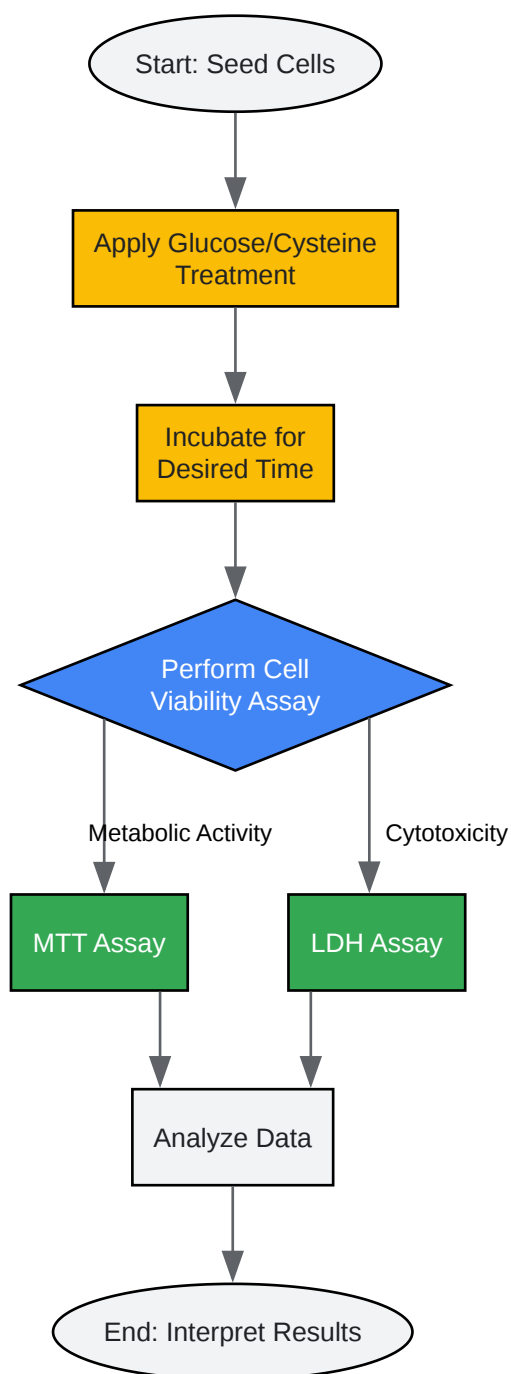 Start: Seed Cells
Apply Glucose/Cysteine
Treatment
Incubate for
Desired Time
Perform Cell
Viability Assay
Metabolic Activity
Cytotoxicity
MTT Assay
LDH Assay
Analyze Data
End: Interpret Results